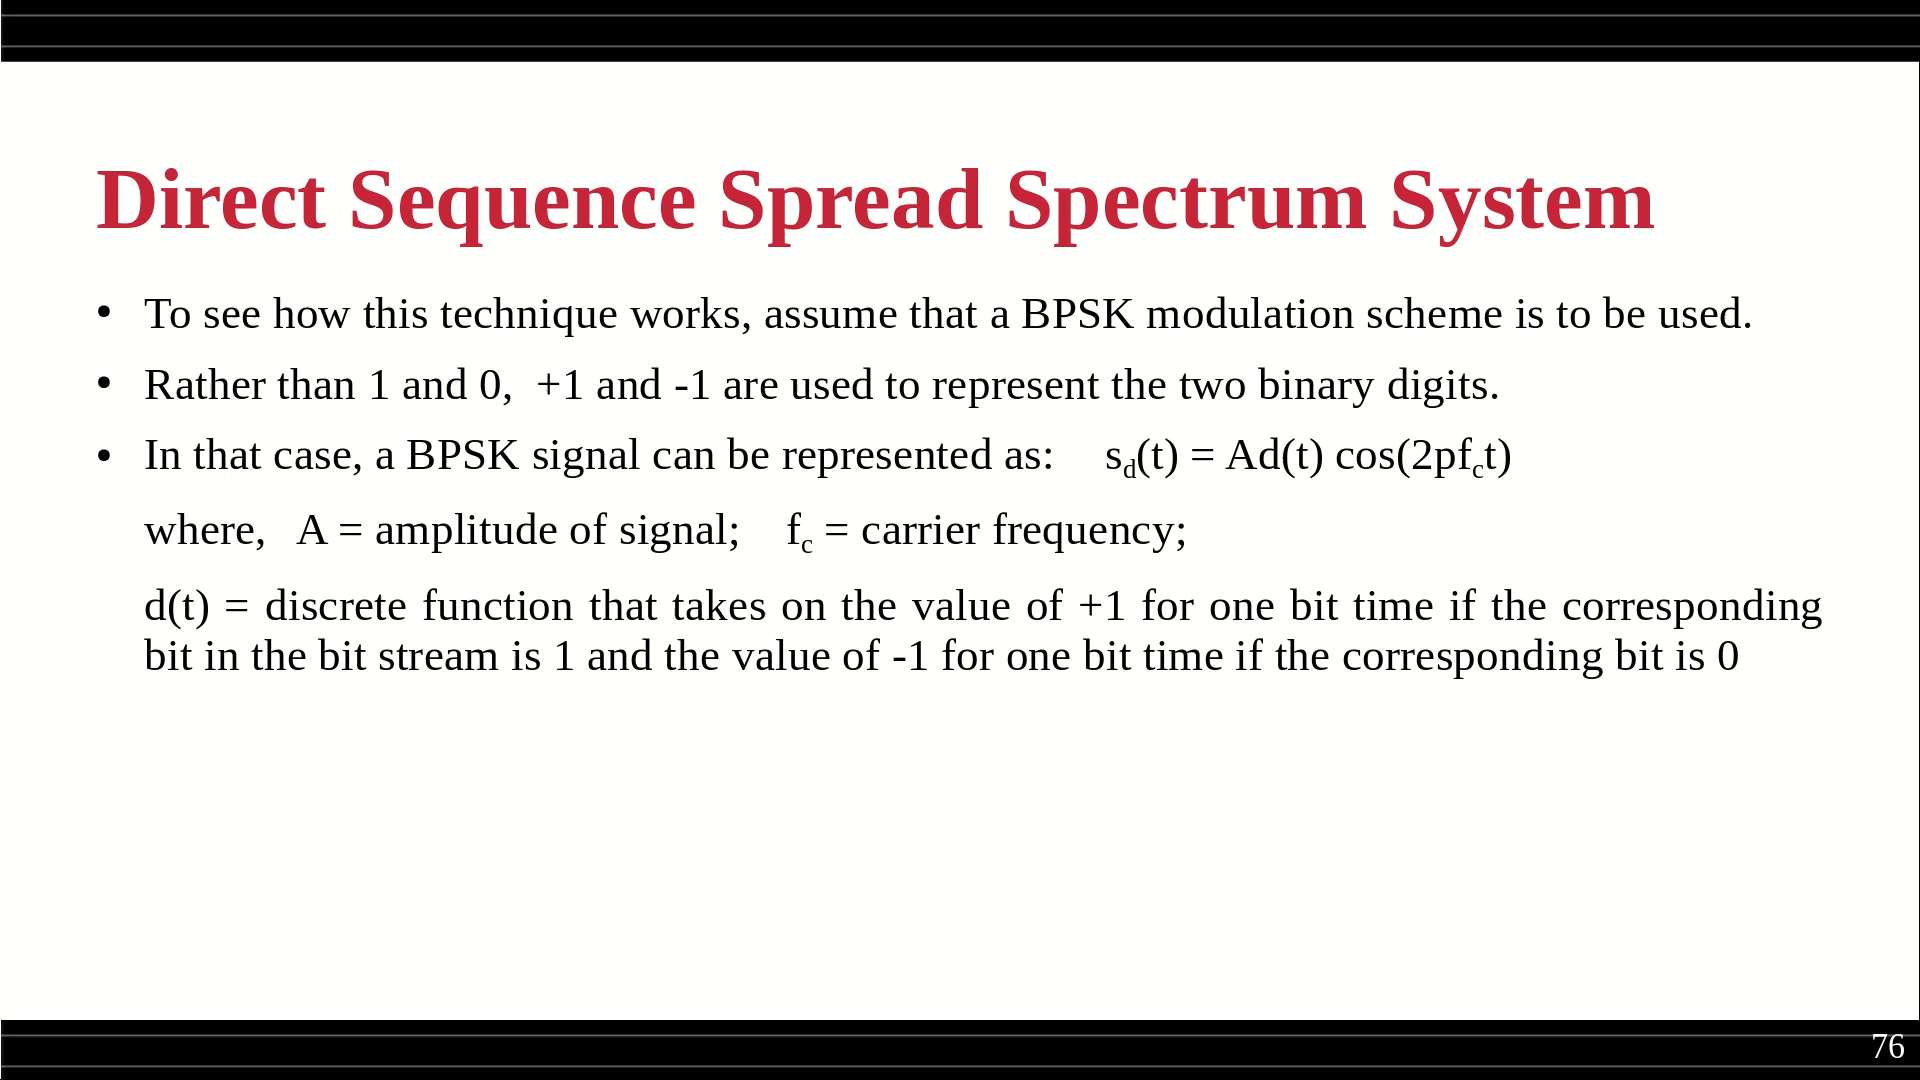 Direct Sequence Spread Spectrum System
• To see how this technique works, assume that a BPSK modulation scheme is to be used.
• Rather than 1 and 0,  +1 and -1 are used to represent the two binary digits.
• In that case, a BPSK signal can be represented as:    s_d(t) = Ad(t) cos(2pf_ct)
where,   A = amplitude of signal;    f_c = carrier frequency;
d(t) = discrete function that takes on the value of +1 for one bit time if the corresponding
bit in the bit stream is 1 and the value of -1 for one bit time if the corresponding bit is 0
76